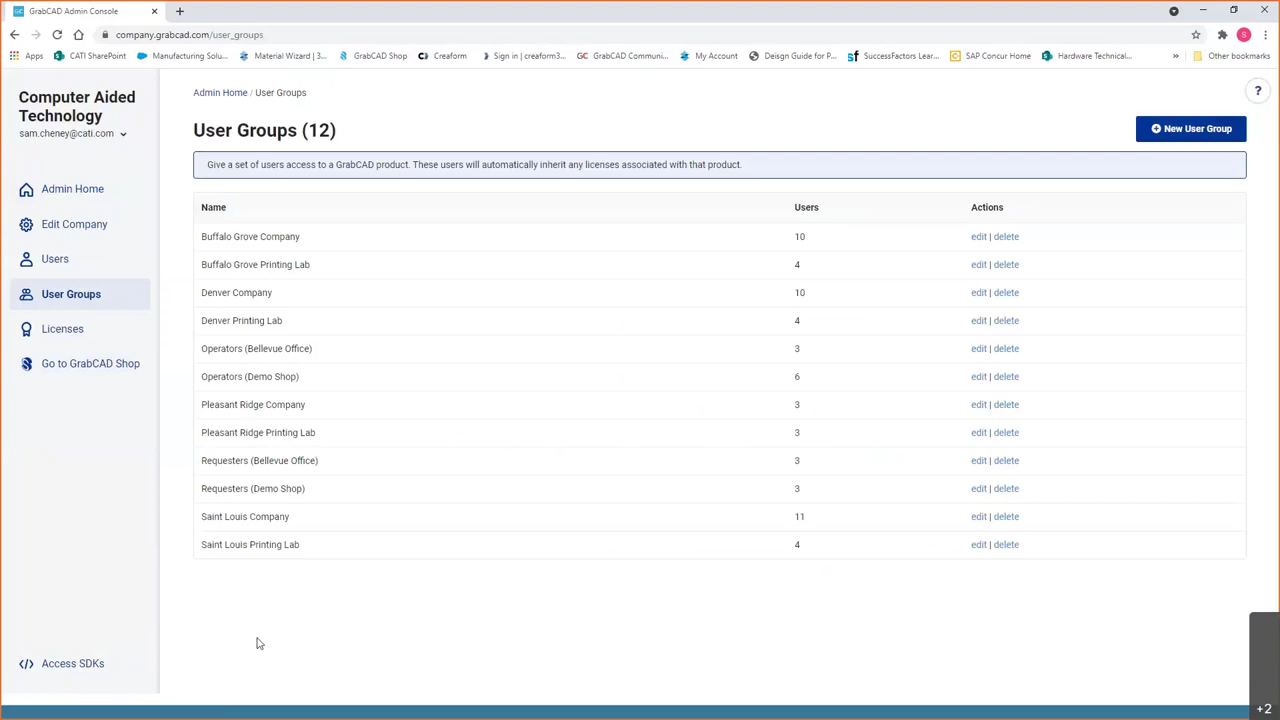 GrabCAD Admin Console
company.grabcad.com/user_groups
S
Apps CATI SharePoint Manufacturing Solu... Material Wizard | 3... GrabCAD Shop Creaform Sign in | creaform3... GC GrabCAD Communi... My Account Design Guide for P... SuccessFactors Lear... SAP Concur Home Hardware Technical... » Other bookmarks
Computer Aided
Technology
sam.cheney@cati.com
Admin Home
Edit Company
Users
User Groups
Licenses
Go to GrabCAD Shop
Access SDKs
Admin Home / User Groups
?
User Groups (12)
New User Group
Give a set of users access to a GrabCAD product. These users will automatically inherit any licenses associated with that product.
Name Users Actions
Buffalo Grove Company 10 edit | delete
Buffalo Grove Printing Lab 4 edit | delete
Denver Company 10 edit | delete
Denver Printing Lab 4 edit | delete
Operators (Bellevue Office) 3 edit | delete
Operators (Demo Shop) 6 edit | delete
Pleasant Ridge Company 3 edit | delete
Pleasant Ridge Printing Lab 3 edit | delete
Requesters (Bellevue Office) 3 edit | delete
Requesters (Demo Shop) 3 edit | delete
Saint Louis Company 11 edit | delete
Saint Louis Printing Lab 4 edit | delete
+2